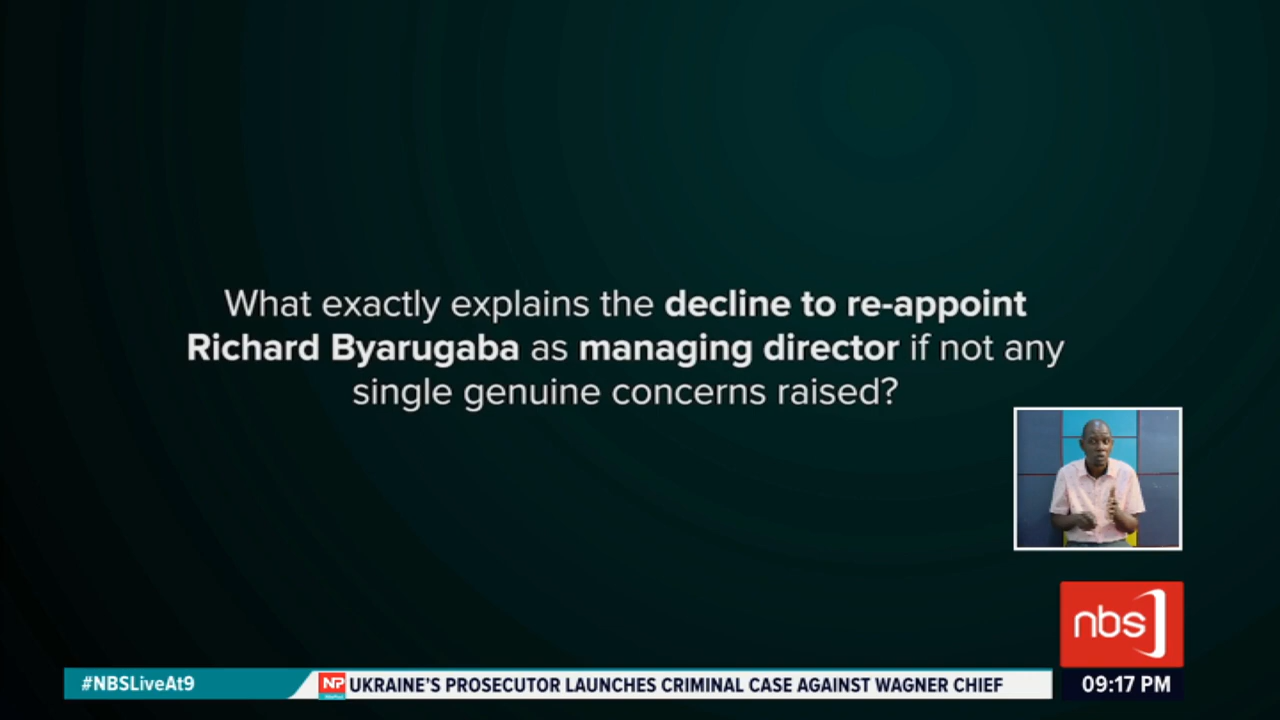 What exactly explains the decline to re-appoint
Richard Byarugaba as managing director if not any
single genuine concerns raised?
nbs
#NBSLiveAt9
NP
UKRAINE'S PROSECUTOR LAUNCHES CRIMINAL CASE AGAINST WAGNER CHIEF
09:17 PM